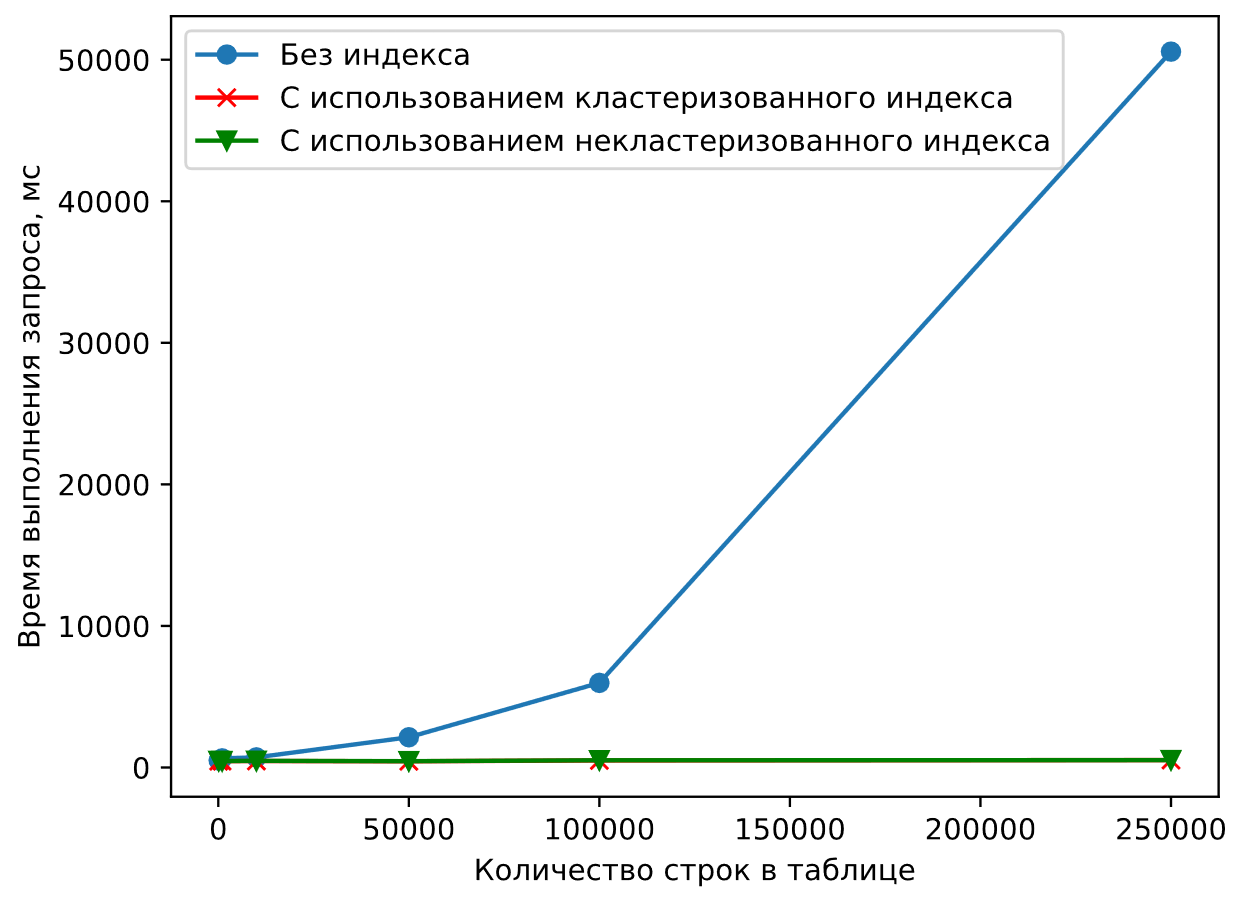 Без индекса
С использованием кластеризованного индекса
С использованием некластеризованного индекса
Время выполнения запроса, мс
50000
40000
30000
20000
10000
0
0 50000 100000 150000 200000 250000
Количество строк в таблице